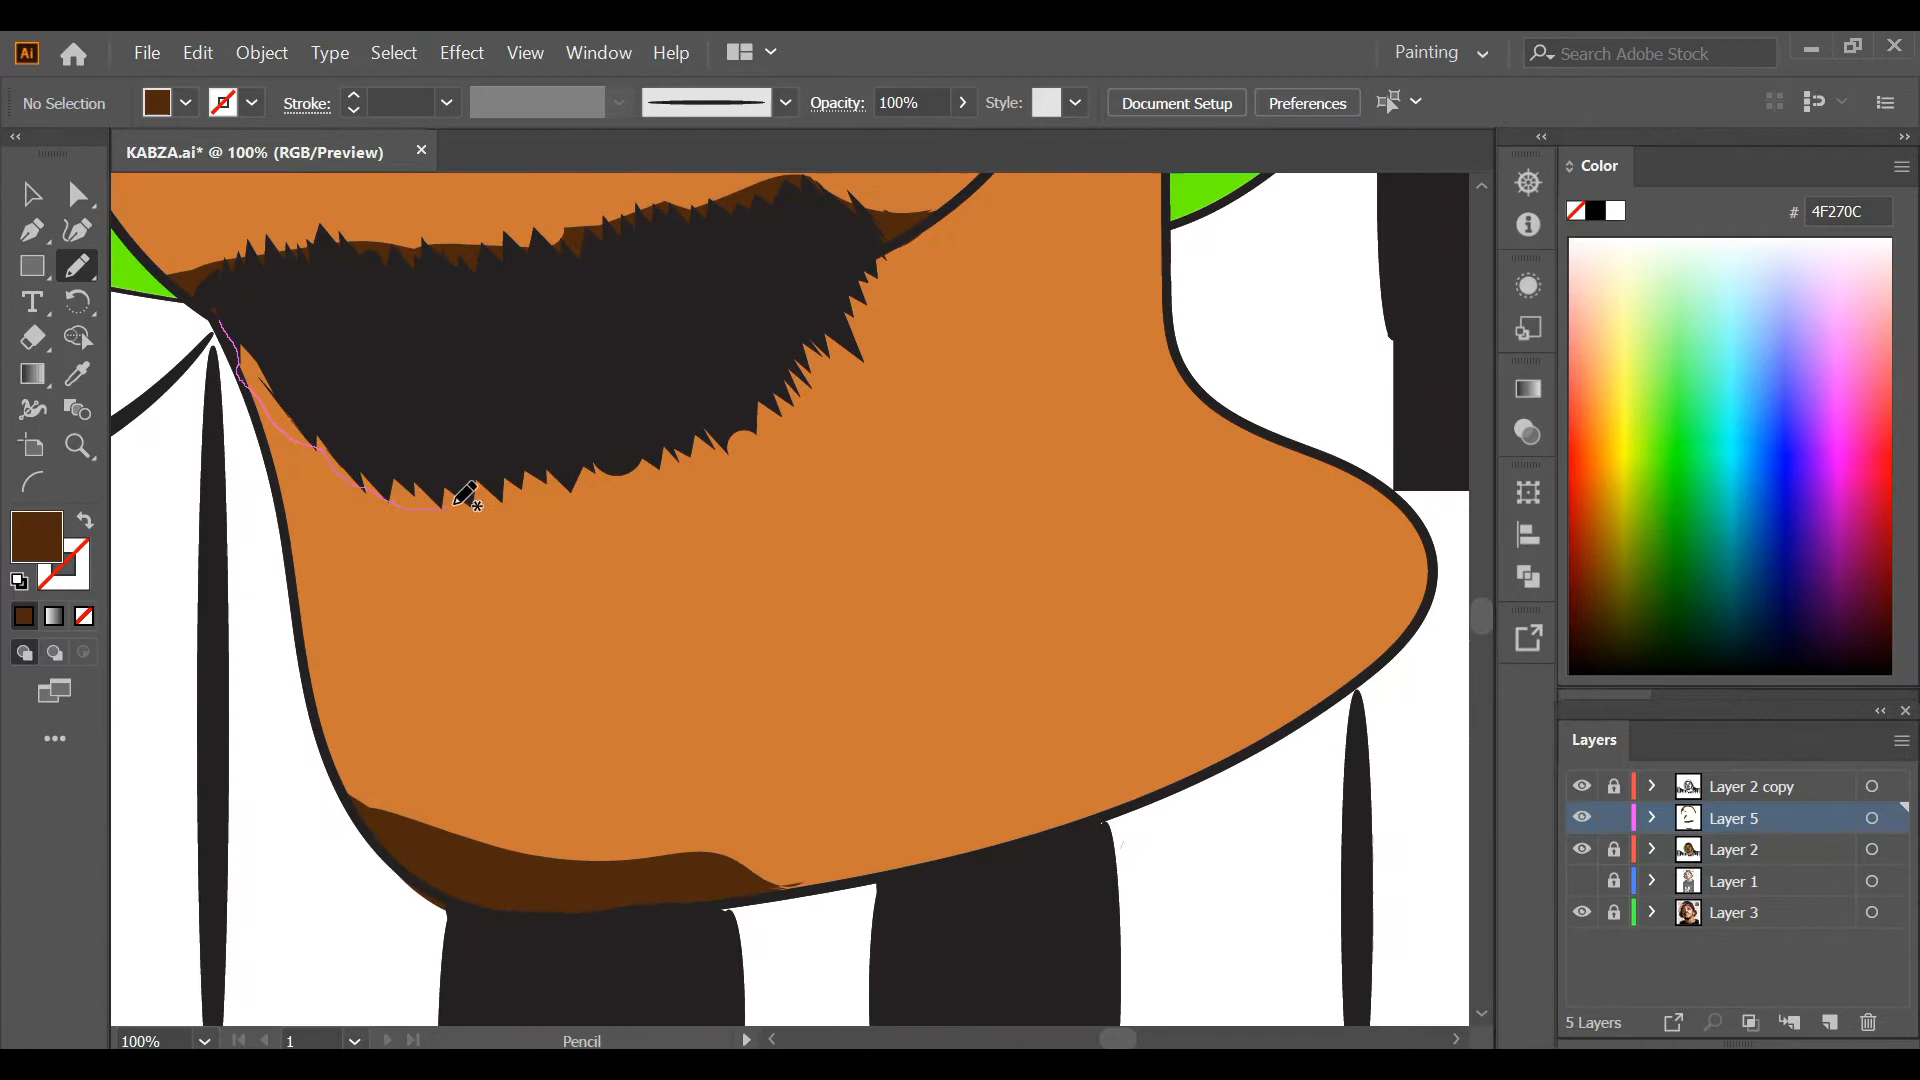 Ai File Edit Object Type Select Effect View Window Help Painting Search Adobe Stock
No Selection Stroke: Opacity: 100% Style: Document Setup Preferences
KABZA.ai* @ 100% (RGB/Preview)
Color
# 4F270C
T
Layers
Layer 2 copy
Layer 5
Layer 2
Layer 1
Layer 3
5 Layers
100% 1 Pencil